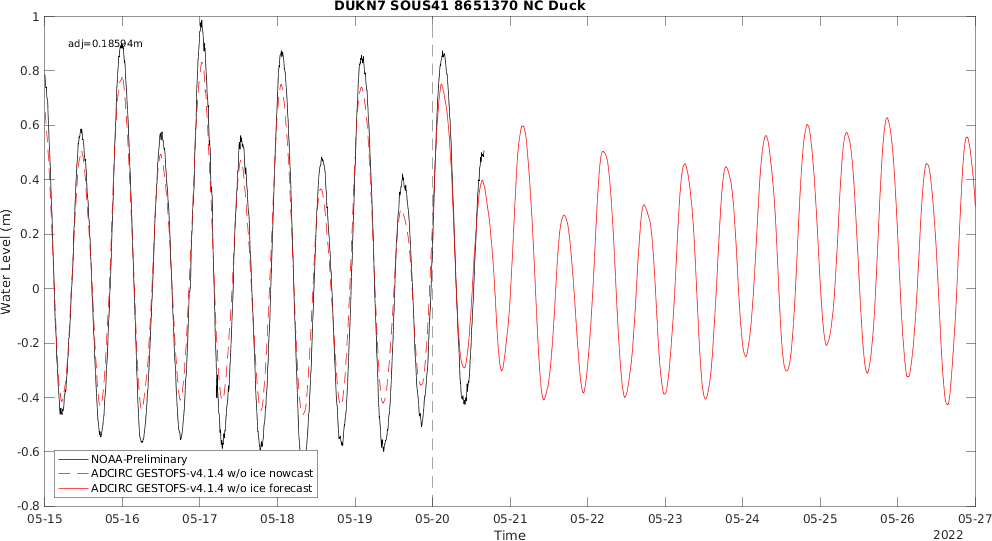 DUKN7 SOUS41 8651370 NC Duck
adj=0.18594m
1
0.8
0.6
0.4
0.2
0
-0.2
-0.4
-0.6
-0.8
Water Level (m)
NOAA-Preliminary
ADCIRC GESTOFS-v4.1.4 w/o ice nowcast
ADCIRC GESTOFS-v4.1.4 w/o ice forecast
05-15 05-16 05-17 05-18 05-19 05-20 05-21 05-22 05-23 05-24 05-25 05-26 05-27
Time
2022